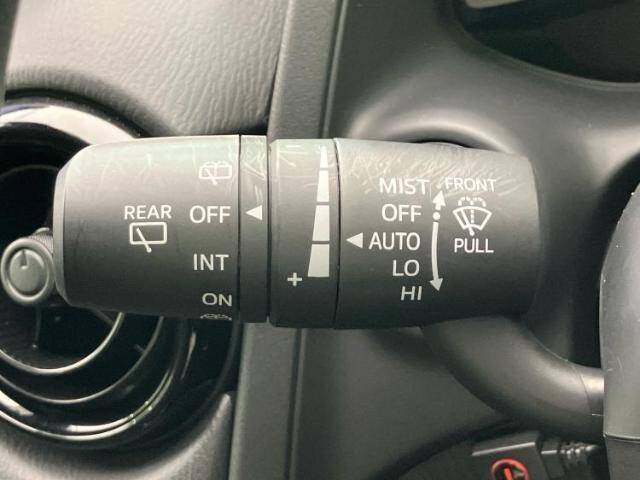 REAR
OFF
INT
ON
+
MIST
OFF
AUTO
LO
HI
FRONT
PULL